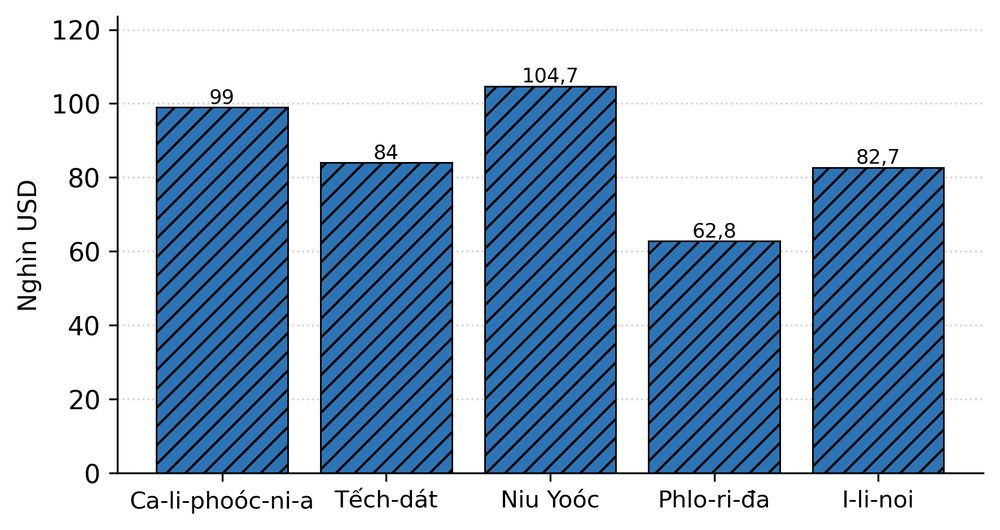 Nghìn USD
120
100
80
60
40
20
0
99
84
104,7
62,8
82,7
Ca-li-phoóc-ni-a
Tếch-dát
Niu Yoóc
Phlo-ri-đa
I-li-noi